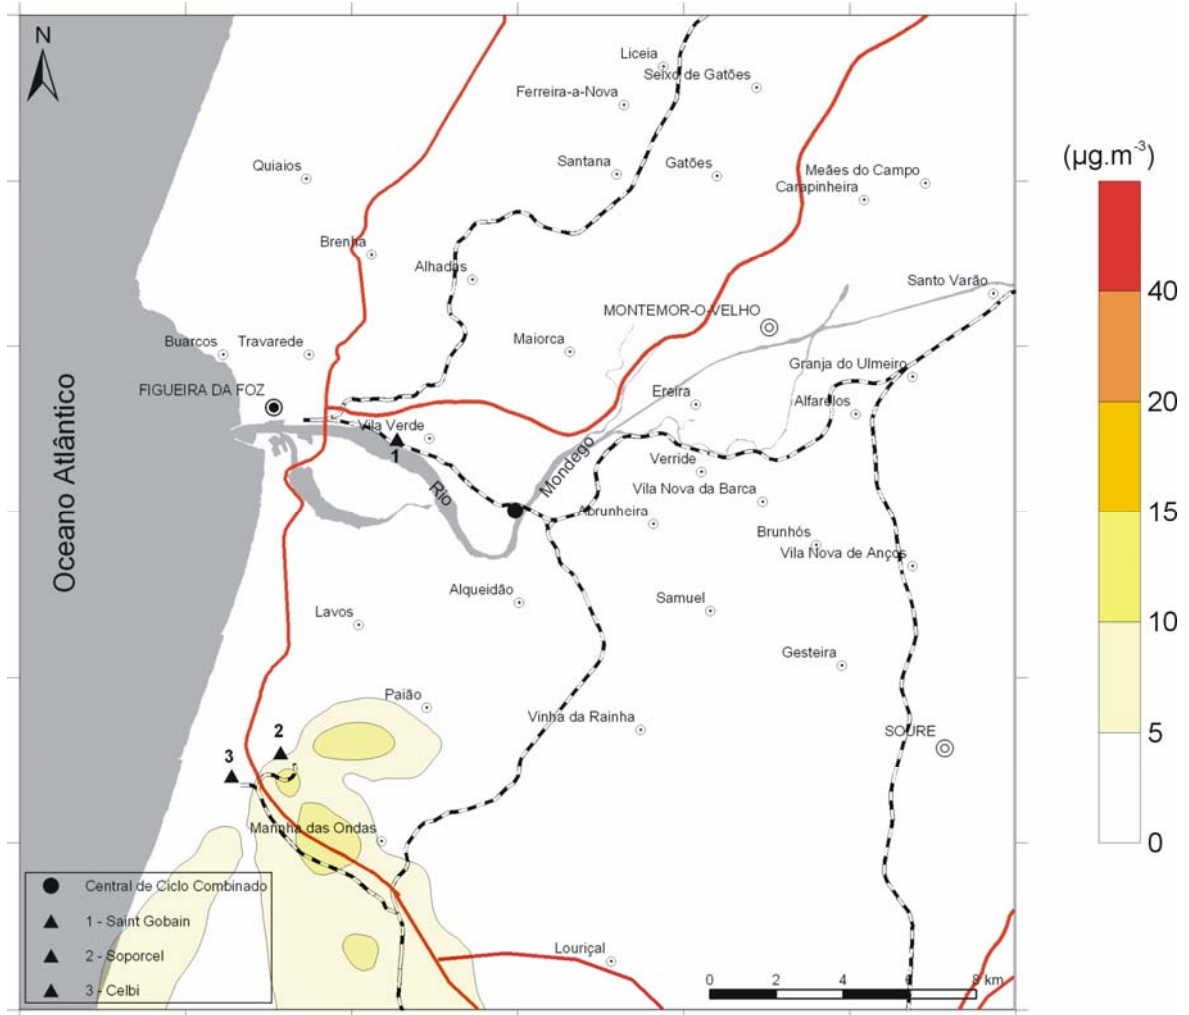 N
Liceia
Seixo de Gatões
Ferreira-a-Nova
(µg.m-3)
Santana
Gatões
Quiaios
Meães do Campo
Carapinheira
Brenha
Alhadas
Santo Varão
40
MONTEMOR-O-VELHO
Buarcos
Travarede
Maiorca
Granja do Ulmeiro
FIGUEIRA DA FOZ
Ereira
Alfarelos
20
Oceano Atlântico
Vila Verde
1
Rio
Mondego
Verride
Vila Nova da Barca
Abrunheira
15
Brunhós
Vila Nova de Anços
Alqueidão
Samuel
Lavos
10
Gesteira
Paião
Vinha da Rainha
SOURE
5
2
3
Marinha das Ondas
0
Central de Ciclo Combinado
1 - Saint Gobain
2 - Soporcel
3 - Celbi
Louriçal
0 2 4 6 8 km